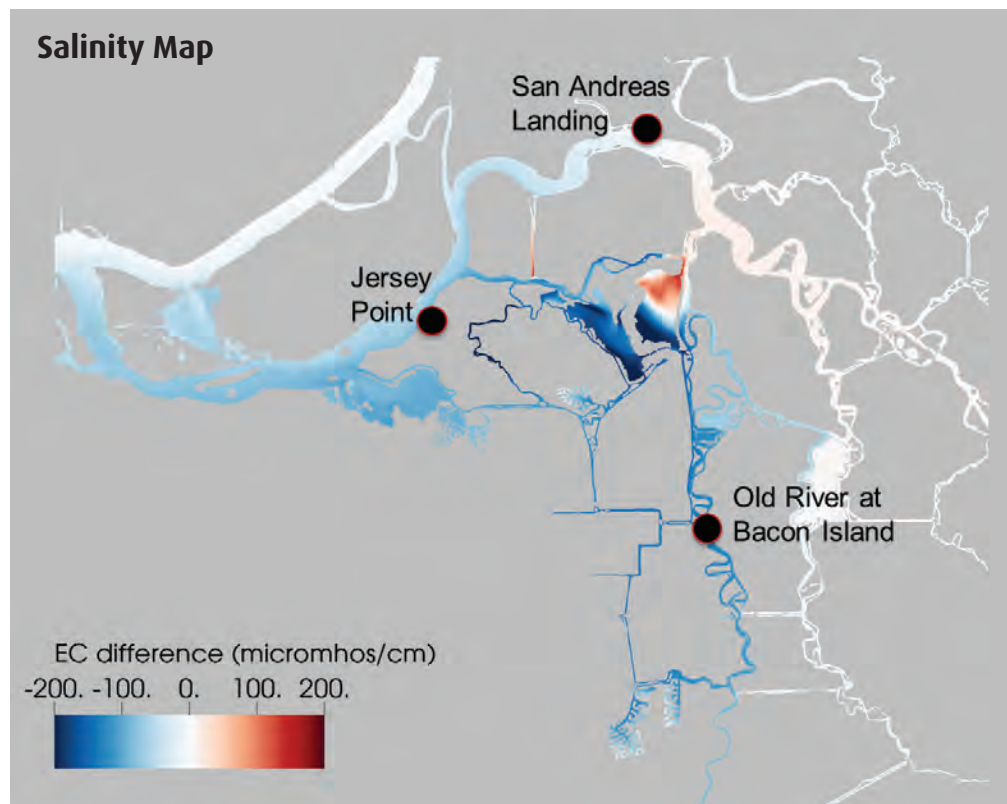 Salinity Map
San Andreas
Landing
Jersey
Point
Old River at
Bacon Island
EC difference (micromhos/cm)
-200. -100. 0. 100. 200.